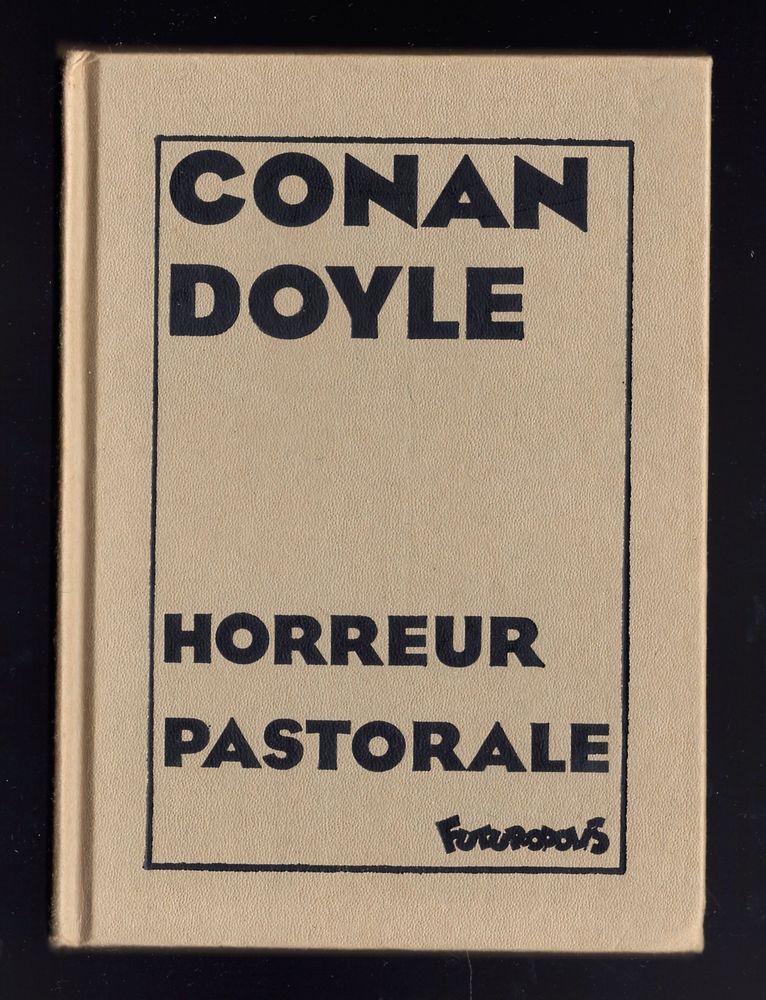 CONAN
DOYLE
HORREUR
PASTORALE
FUTUROPOLIS